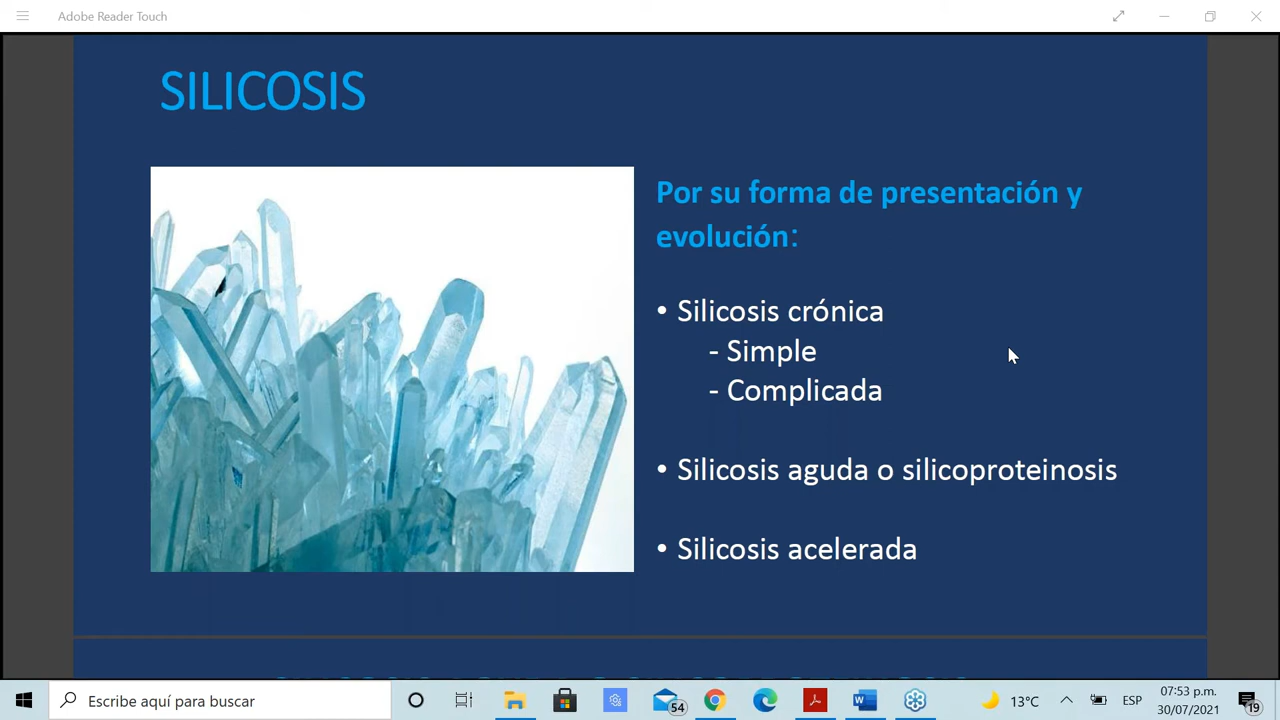 Adobe Reader Touch
SILICOSIS
Por su forma de presentación y
evolución:
• Silicosis crónica
- Simple
- Complicada
• Silicosis aguda o silicoproteinosis
• Silicosis acelerada
Escribe aquí para buscar
54
13°C
ESP
07:53 p.m.
30/07/2021
19